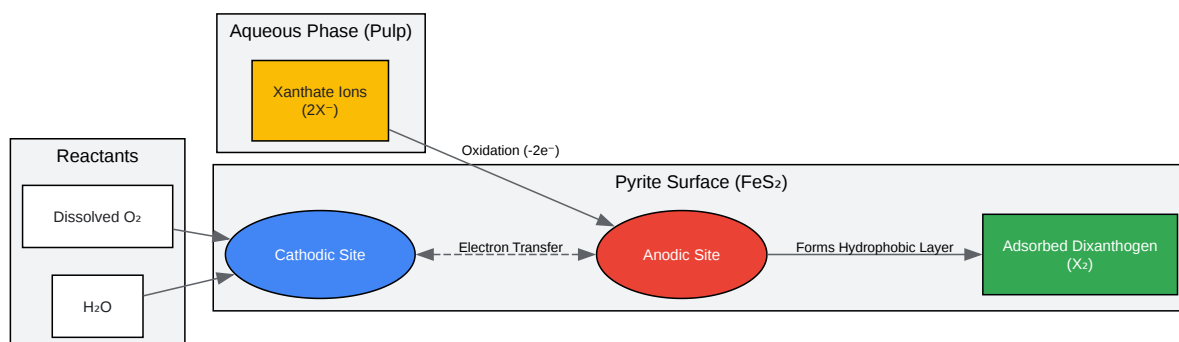 Aqueous Phase (Pulp)
Xanthate Ions
(2X⁻)
Oxidation (-2e⁻)
Reactants
Dissolved O₂
H₂O
Pyrite Surface (FeS₂)
Cathodic Site
Electron Transfer
Anodic Site
Forms Hydrophobic Layer
Adsorbed Dixanthogen
(X₂)